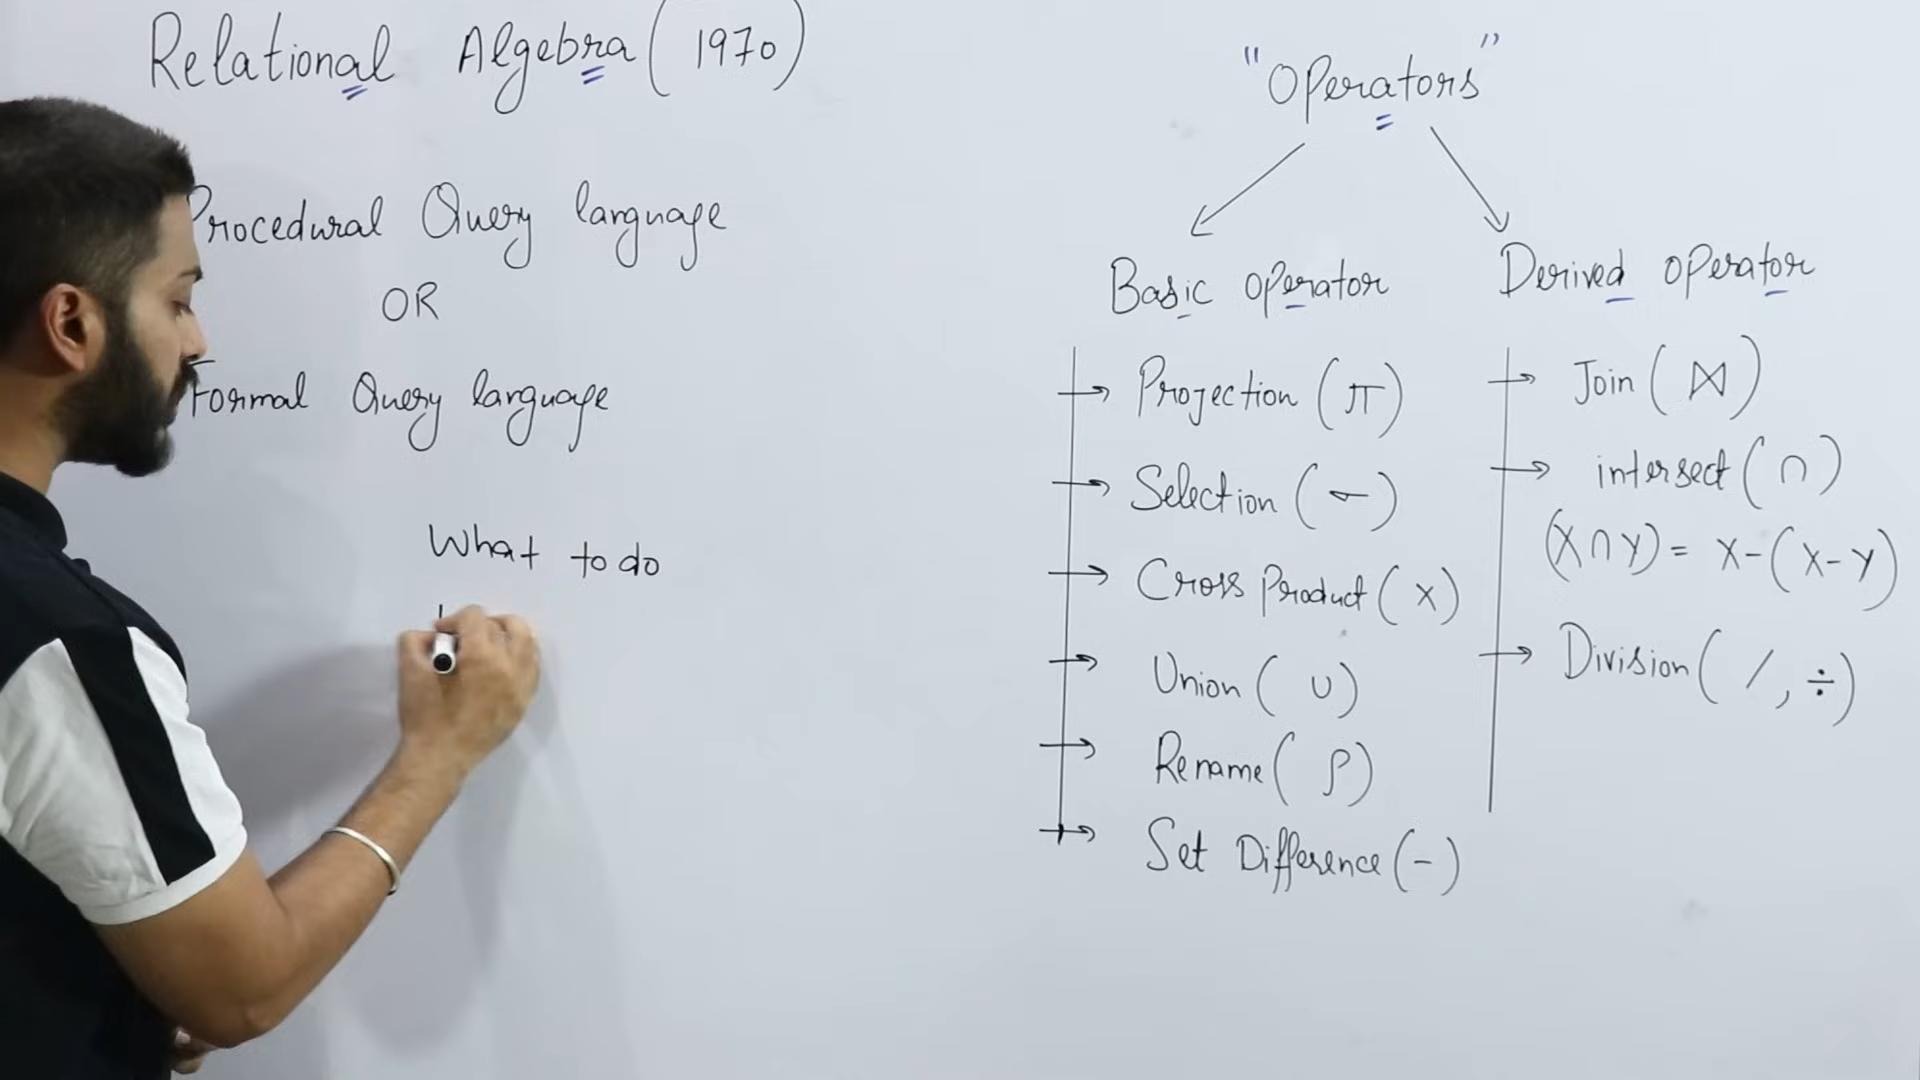 Relational Algebra (1970)
Procedural Query language
OR
Formal Query language
What to do
"Operators"
Basic operator
Projection (π)
Selection (σ)
Cross Product (X)
Union (∪)
Rename (ρ)
Set Difference (-)
Derived operator
Join (⋈)
intersect (∩)
(X∩Y) = X-(X-Y)
Division (/, ÷)